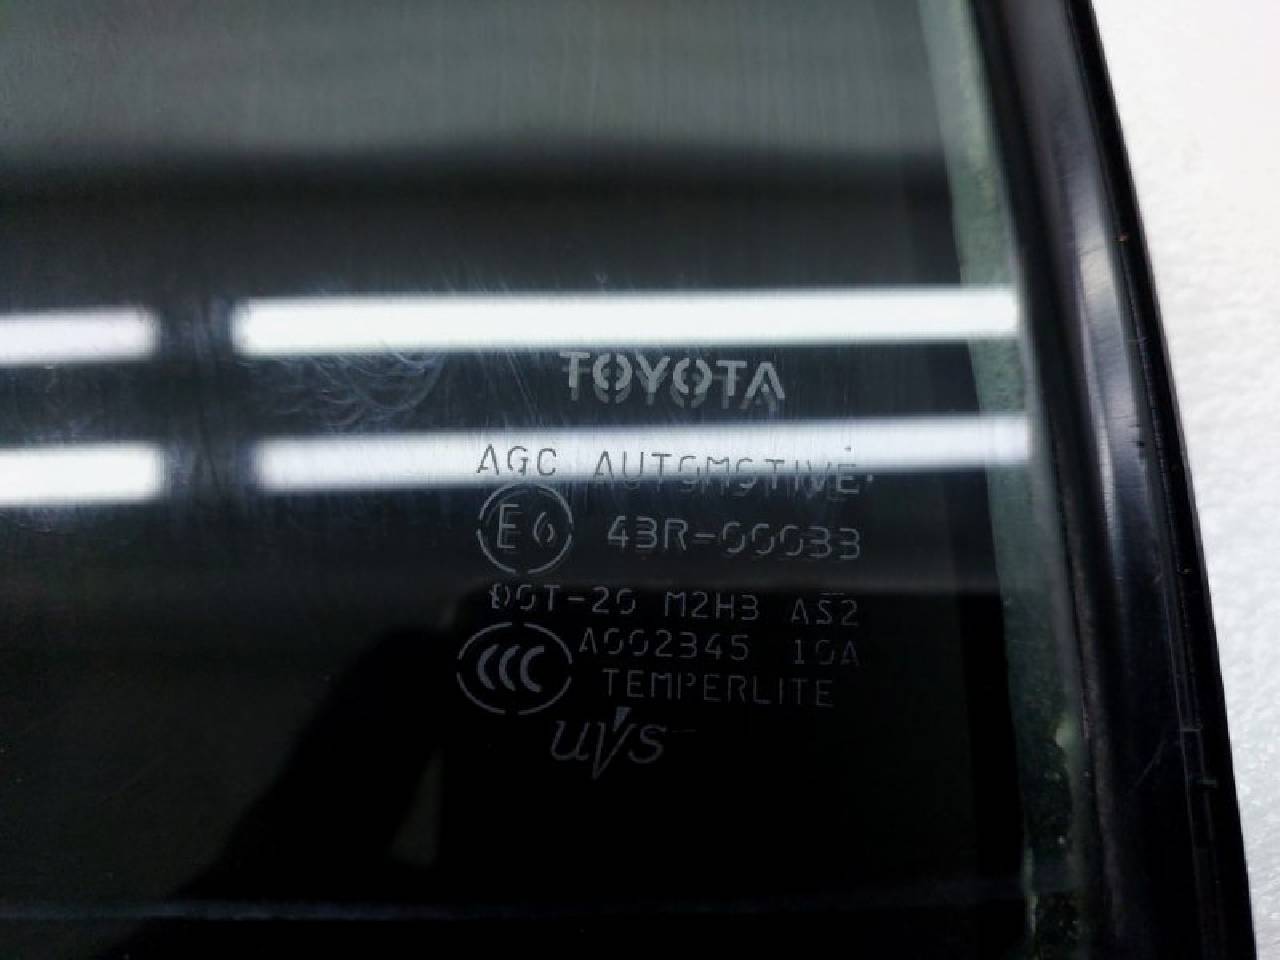 TOYOTA
AGC AUTOMOTIVE
E6 43R-00033
DOT-20 M2H3 AS2
CCC A002345 10A
TEMPERLITE
UVS